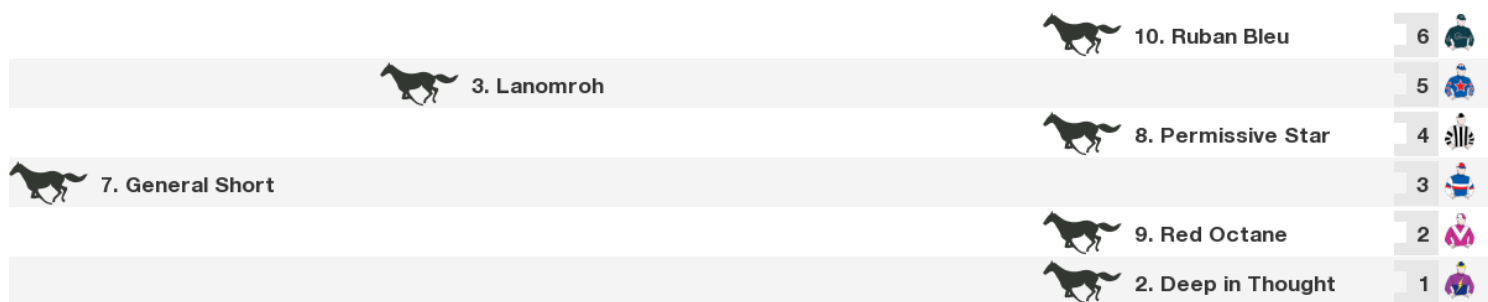 10. Ruban Bleu 6
3. Lanomroh 5
8. Permissive Star 4
7. General Short 3
9. Red Octane 2
2. Deep in Thought 1